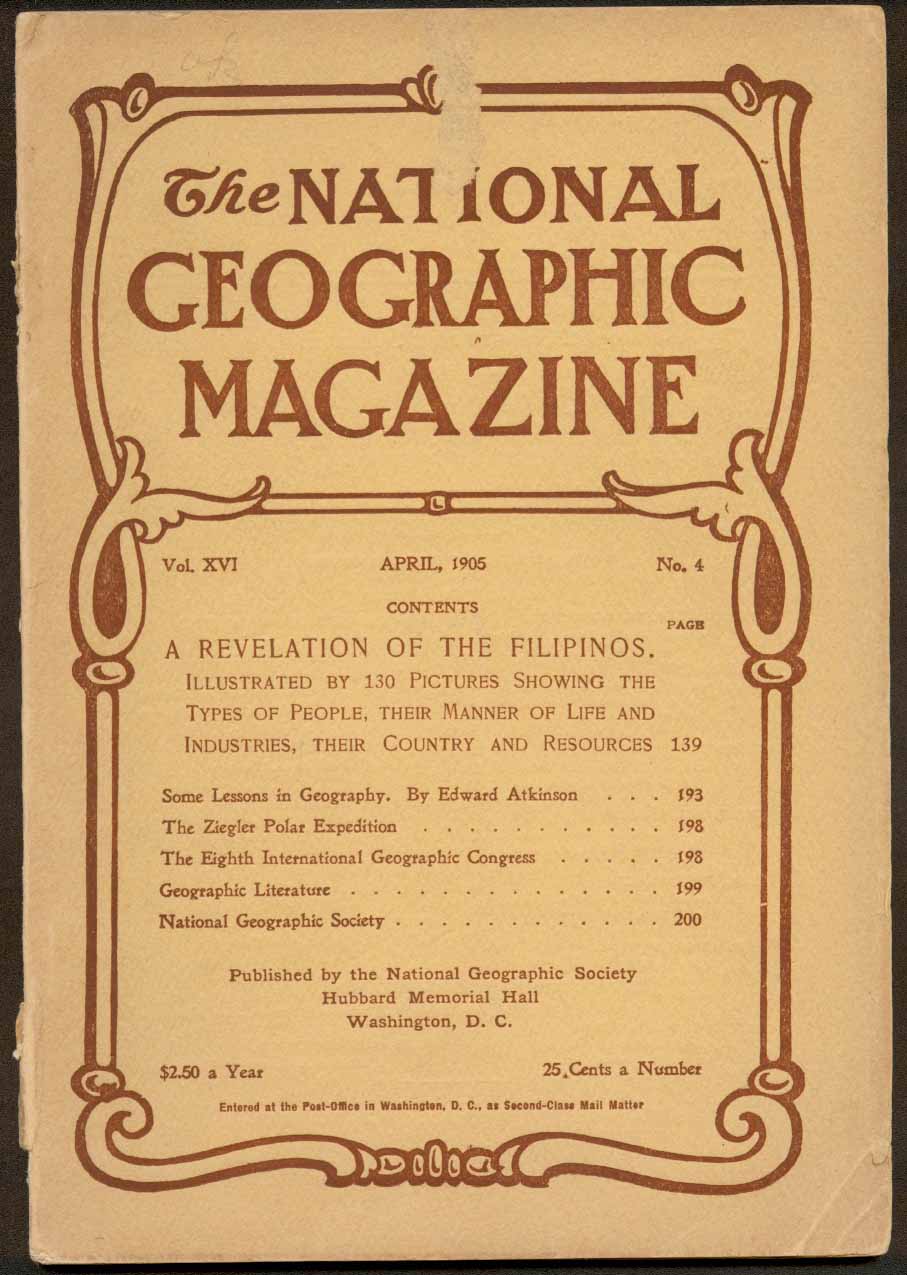 The NATIONAL
GEOGRAPHIC
MAGAZINE
Vol. XVI APRIL, 1905 No. 4
CONTENTS
PAGE
A REVELATION OF THE FILIPINOS.
ILLUSTRATED BY 130 PICTURES SHOWING THE
TYPES OF PEOPLE, THEIR MANNER OF LIFE AND
INDUSTRIES, THEIR COUNTRY AND RESOURCES 139
Some Lessons in Geography. By Edward Atkinson . . . 193
The Ziegler Polar Expedition . . . . . . . . . . . 198
The Eighth International Geographic Congress . . . . . 198
Geographic Literature . . . . . . . . . . . . . . 199
National Geographic Society . . . . . . . . . . . . 200
Published by the National Geographic Society
Hubbard Memorial Hall
Washington, D. C.
$2.50 a Year 25 Cents a Number
Entered at the Post-Office in Washington, D. C., as Second-Class Mail Matter